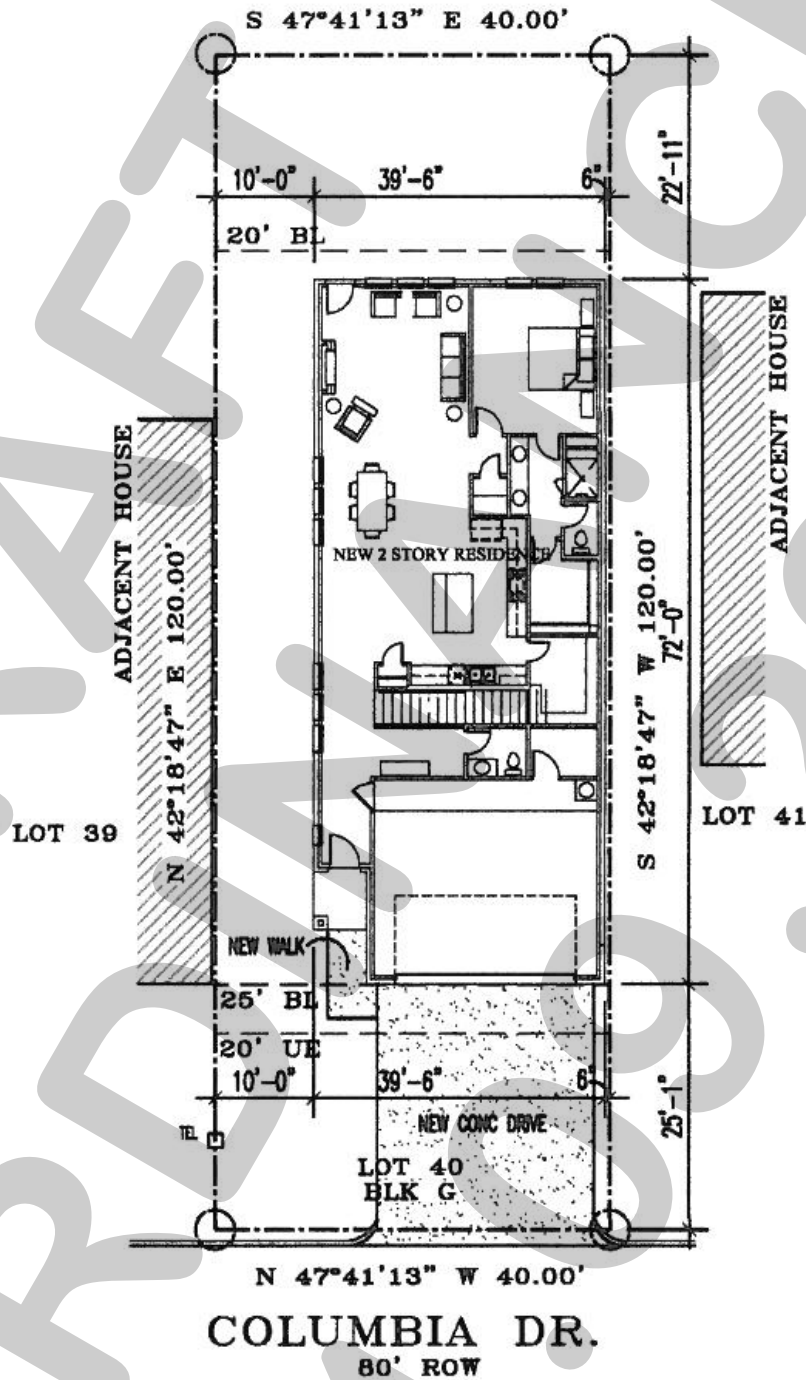 S 47°41'13" E 40.00'
10'-0" 39'-6" 6"
22'-11"
20' BL
ADJACENT HOUSE
ADJACENT HOUSE
NEW 2 STORY RESIDENCE
N 42°18'47" E 120.00'
S 42°18'47" W 120.00'
72'-0"
LOT 39
LOT 41
NEW WALK
25' BL
20' UE
10'-0" 39'-6" 6"
25'-1"
TEL
NEW CONC DRIVE
LOT 40
BLK G
N 47°41'13" W 40.00'
COLUMBIA DR.
80' ROW